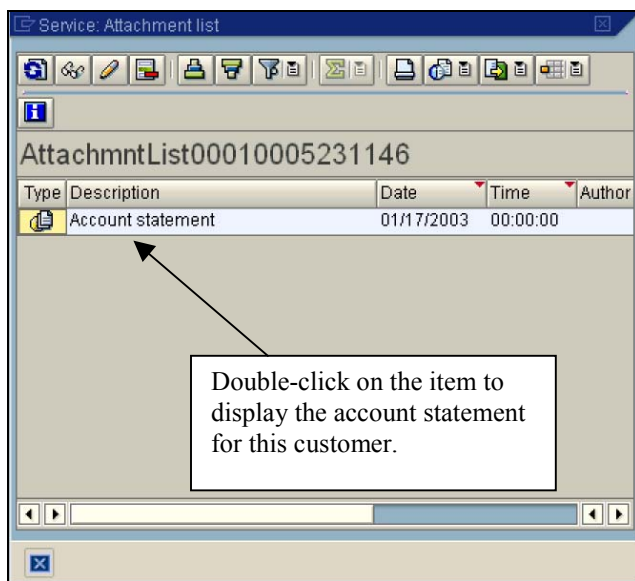 Service: Attachment list
AttachmntList00010005231146
Type Description Date Time Author
Account statement 01/17/2003 00:00:00
Double-click on the item to
display the account statement
for this customer.